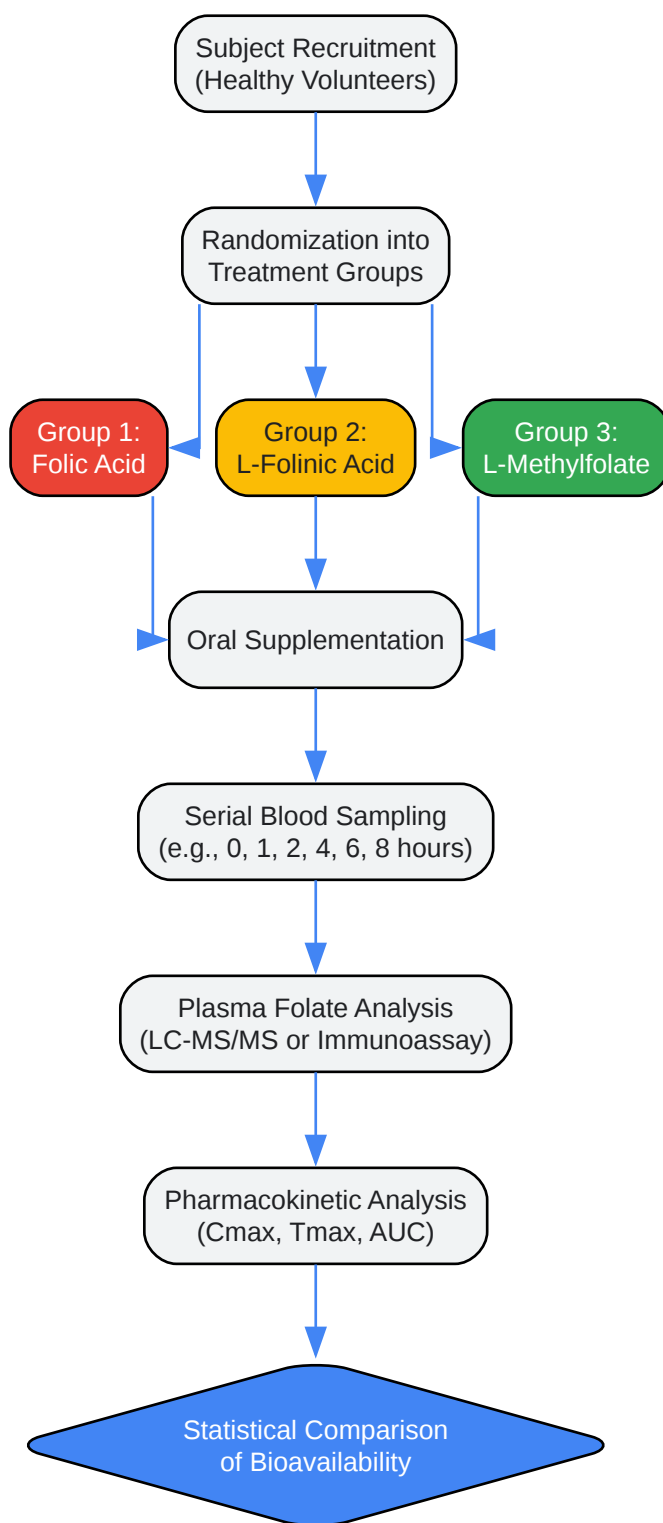 Subject Recruitment
(Healthy Volunteers)
Randomization into
Treatment Groups
Group 1:
Folic Acid
Group 2:
L-Folinic Acid
Group 3:
L-Methylfolate
Oral Supplementation
Serial Blood Sampling
(e.g., 0, 1, 2, 4, 6, 8 hours)
Plasma Folate Analysis
(LC-MS/MS or Immunoassay)
Pharmacokinetic Analysis
(Cmax, Tmax, AUC)
Statistical Comparison
of Bioavailability